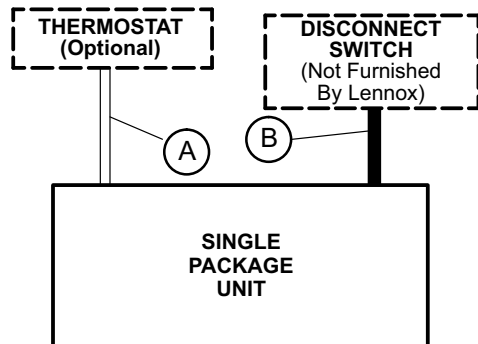 THERMOSTAT
(Optional)
DISCONNECT
SWITCH
(Not Furnished
By Lennox)
A
B
SINGLE
PACKAGE
UNIT